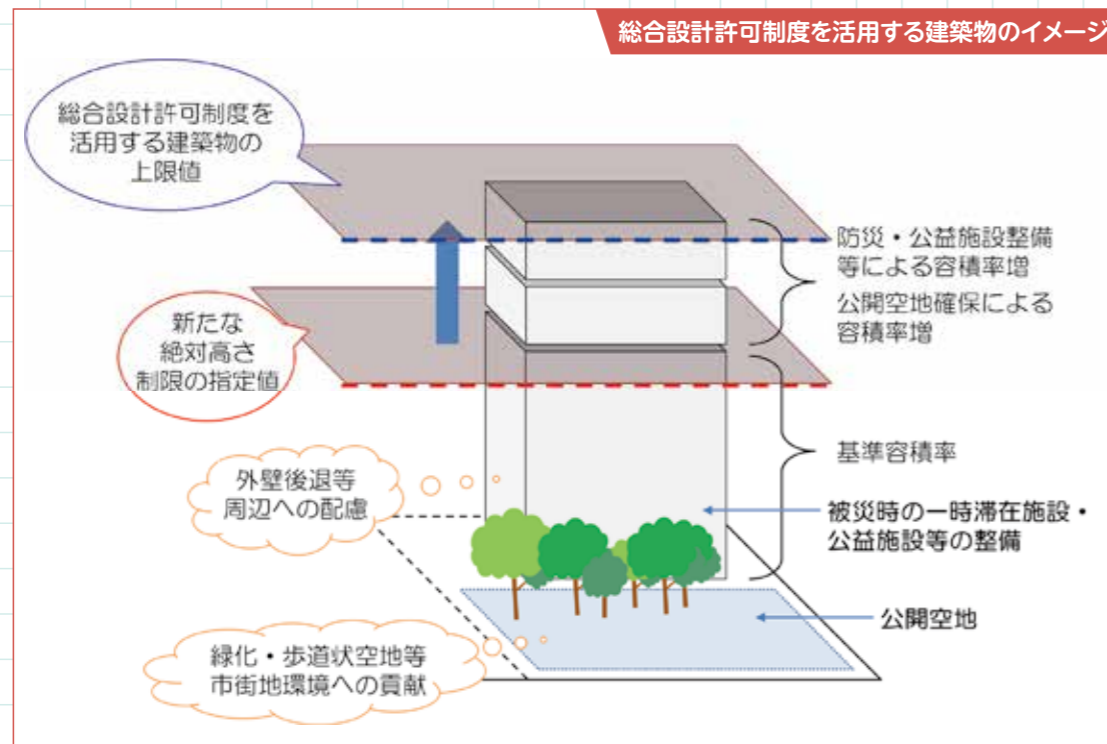 総合設計許可制度を活用する建築物のイメージ
総合設計許可制度を
活用する建築物の
上限値
防災・公益施設整備
等による容積率増
公開空地確保による
容積率増
新たな
絶対高さ
制限の指定値
基準容積率
外壁後退等
周辺への配慮
被災時の一時滞在施設・
公益施設等の整備
公開空地
緑化・歩道状空地等
市街地環境への貢献